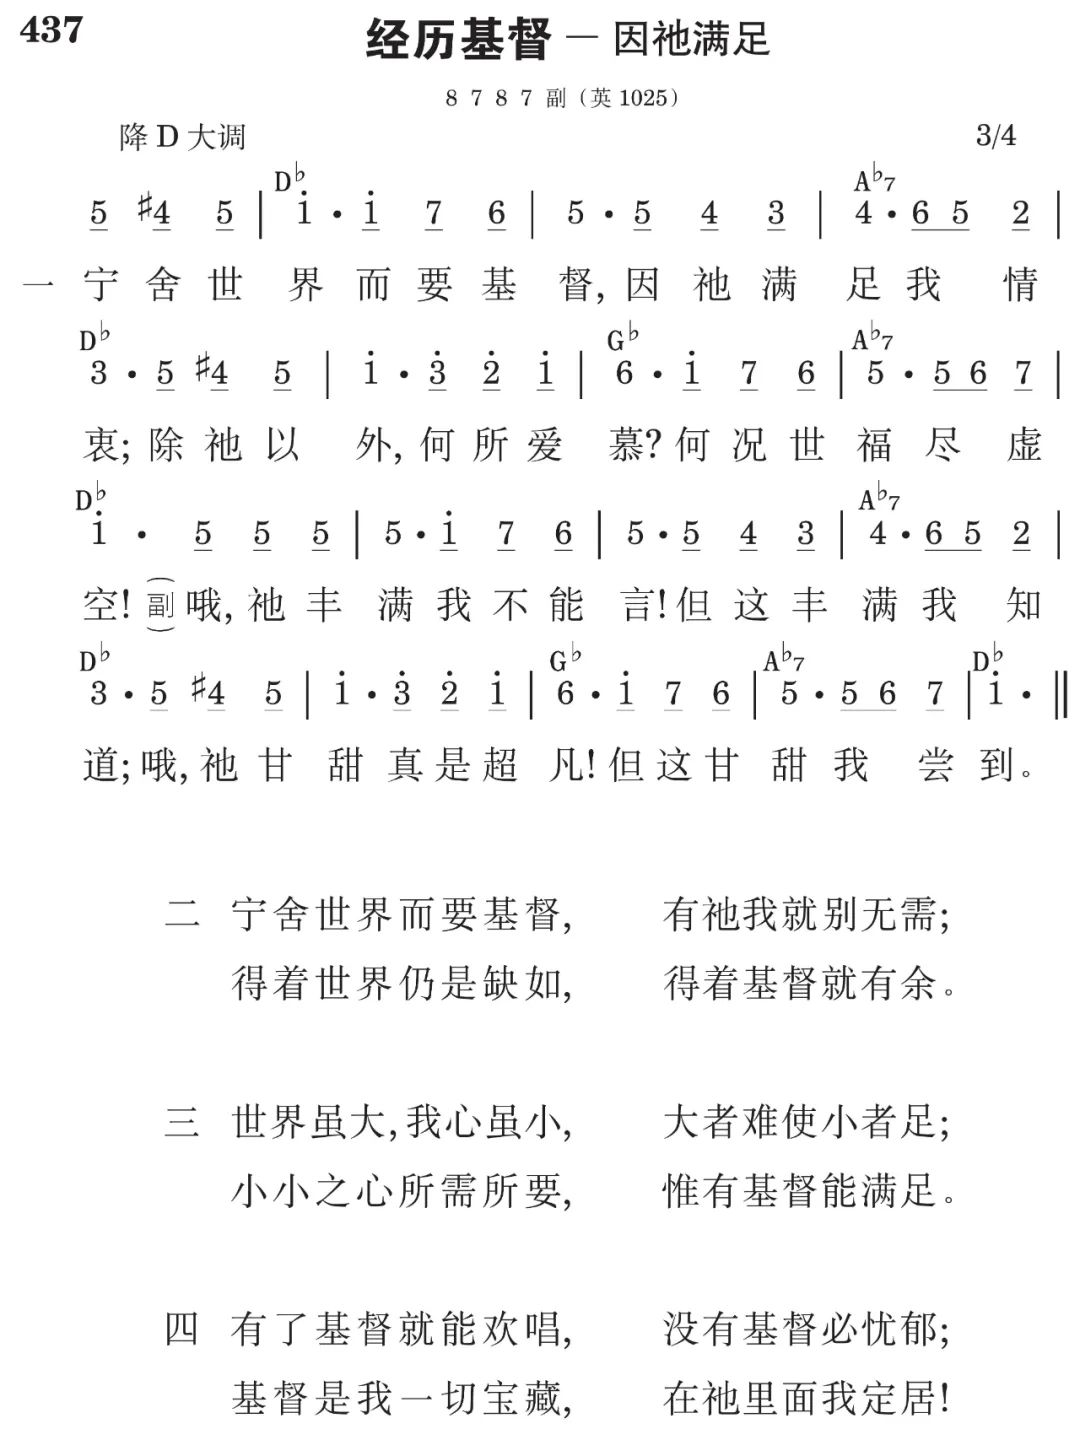 437
经历基督 — 因祂满足
8 7 8 7 副（英 1025）
降 D 大调 3/4
D♭ A♭7
5 #4 5 | i · i 7 6 | 5 · 5 4 3 | 4 · 6 5 2 |
一 宁 舍 世 界 而 要 基 督, 因 祂 满 足 我 情
D♭ G♭ A♭7
3 · 5 #4 5 | i · 3̇ 2̇ i | 6 · i 7 6 | 5 · 5 6 7 |
衷; 除 祂 以 外, 何 所 爱 慕? 何 况 世 福 尽 虚
D♭ A♭7
i · 5 5 5 | 5 · i 7 6 | 5 · 5 4 3 | 4 · 6 5 2 |
空! (副) 哦, 祂 丰 满 我 不 能 言! 但 这 丰 满 我 知
D♭ G♭ A♭7 D♭
3 · 5 #4 5 | i · 3̇ 2̇ i | 6 · i 7 6 | 5 · 5 6 7 | i · ‖
道; 哦, 祂 甘 甜 真 是 超 凡! 但 这 甘 甜 我 尝 到。
二 宁舍世界而要基督, 有祂我就别无需;
得着世界仍是缺如, 得着基督就有余。
三 世界虽大,我心虽小, 大者难使小者足;
小小之心所需所要, 惟有基督能满足。
四 有了基督就能欢唱, 没有基督必忧郁;
基督是我一切宝藏, 在祂里面我定居!